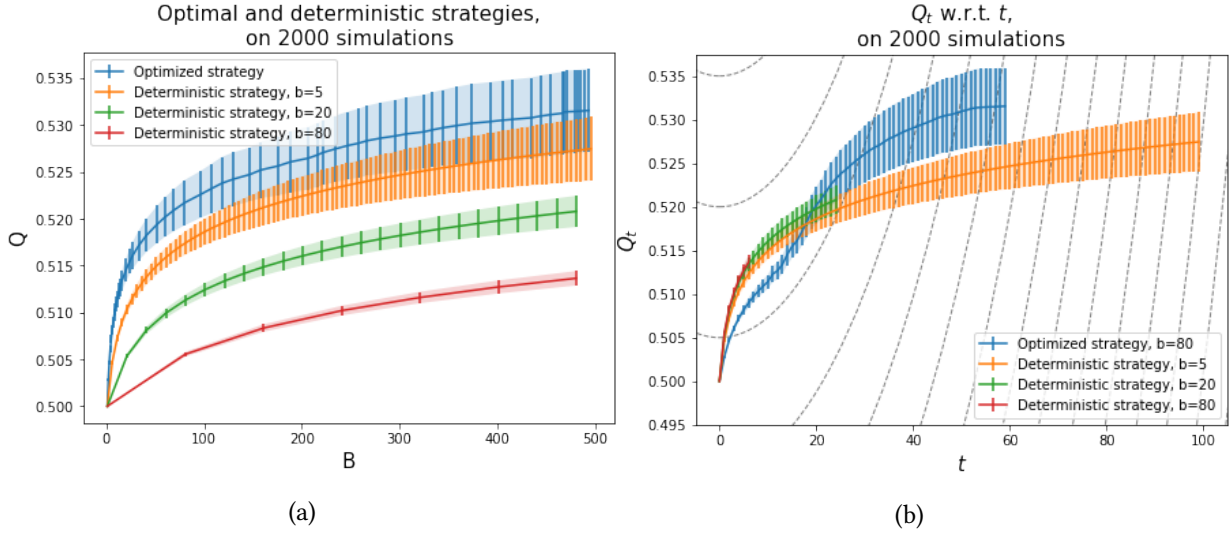 Optimal and deterministic strategies,
on 2000 simulations
Q
0.535
0.530
0.525
0.520
0.515
0.510
0.505
0.500
Optimized strategy
Deterministic strategy, b=5
Deterministic strategy, b=20
Deterministic strategy, b=80
0
100
200
300
400
500
B
(a)
Qt w.r.t. t,
on 2000 simulations
Qt
0.535
0.530
0.525
0.520
0.515
0.510
0.505
0.500
0.495
Optimized strategy, b=80
Deterministic strategy, b=5
Deterministic strategy, b=20
Deterministic strategy, b=80
0
20
40
60
80
100
t
(b)